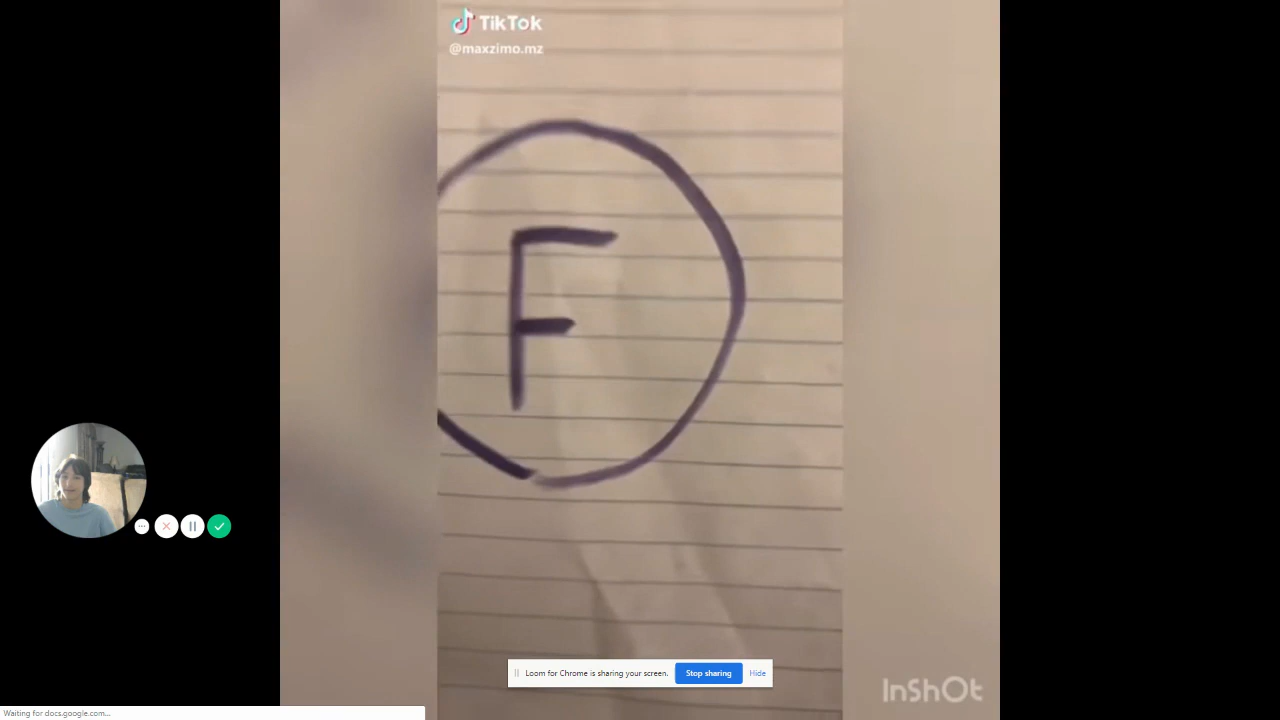 TikTok
@maxzimo.mz
F
Loom for Chrome is sharing your screen. Stop sharing Hide
InShOt
Waiting for docs.google.com...